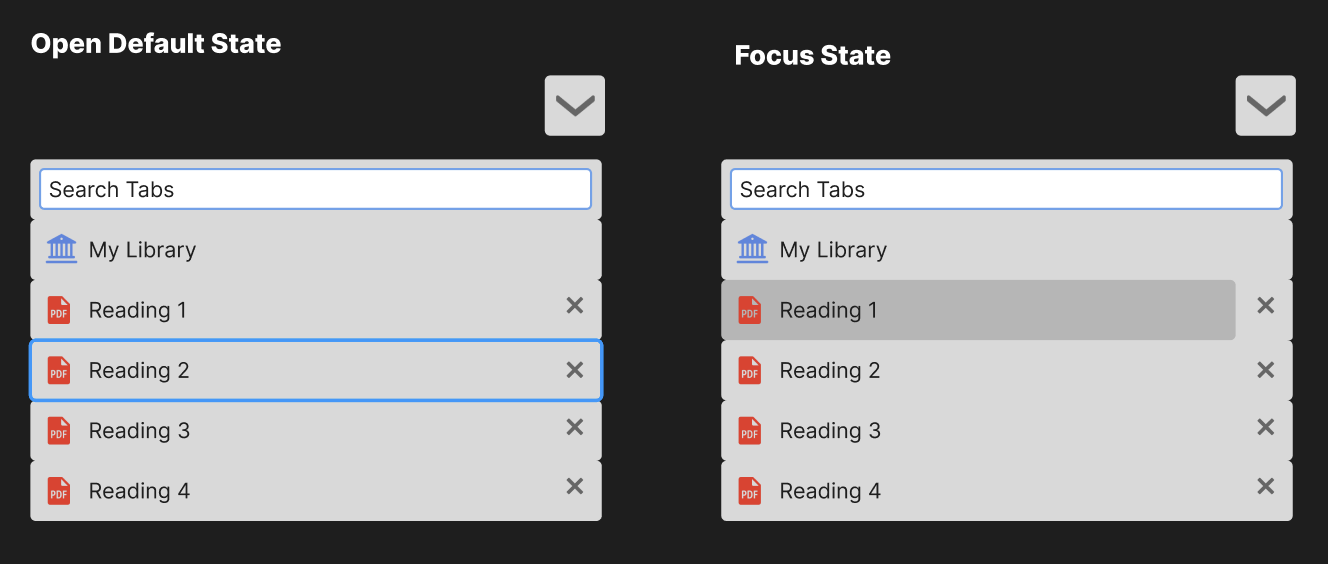 Open Default State
Search Tabs
My Library
PDF Reading 1
PDF Reading 2
PDF Reading 3
PDF Reading 4
Focus State
Search Tabs
My Library
PDF Reading 1
PDF Reading 2
PDF Reading 3
PDF Reading 4